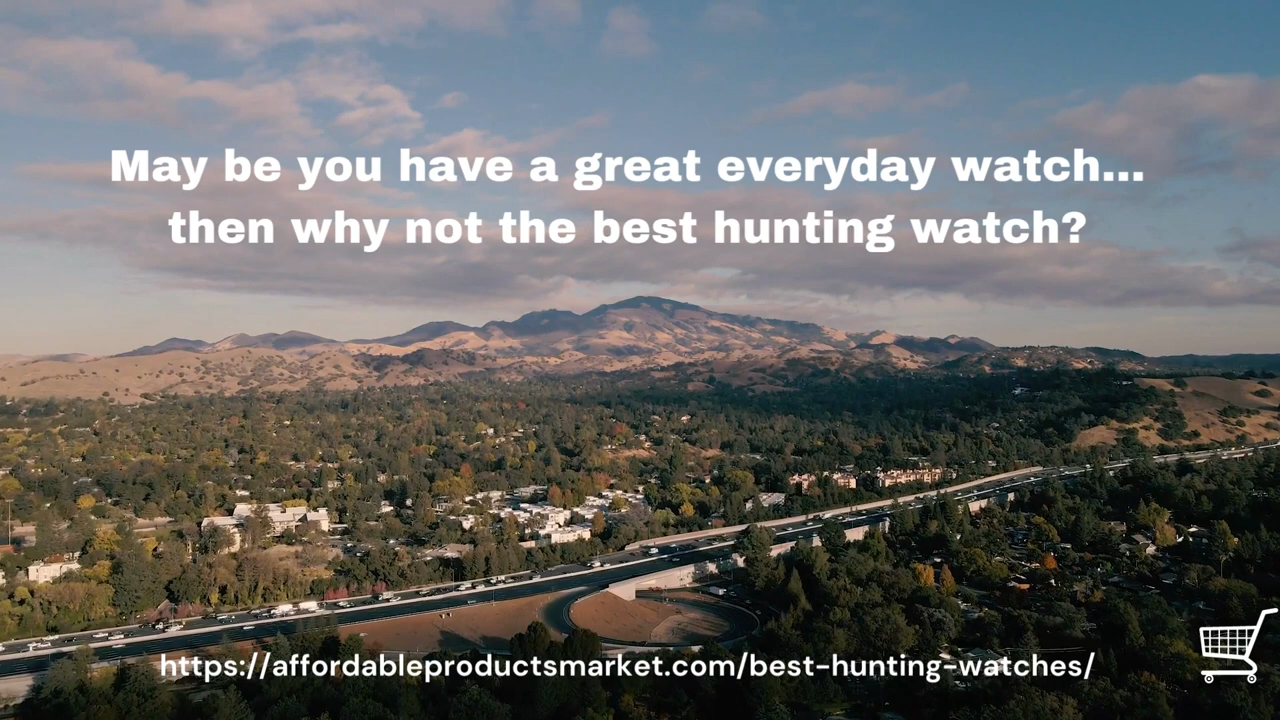 May be you have a great everyday watch...
then why not the best hunting watch?
https://affordableproductsmarket.com/best-hunting-watches/